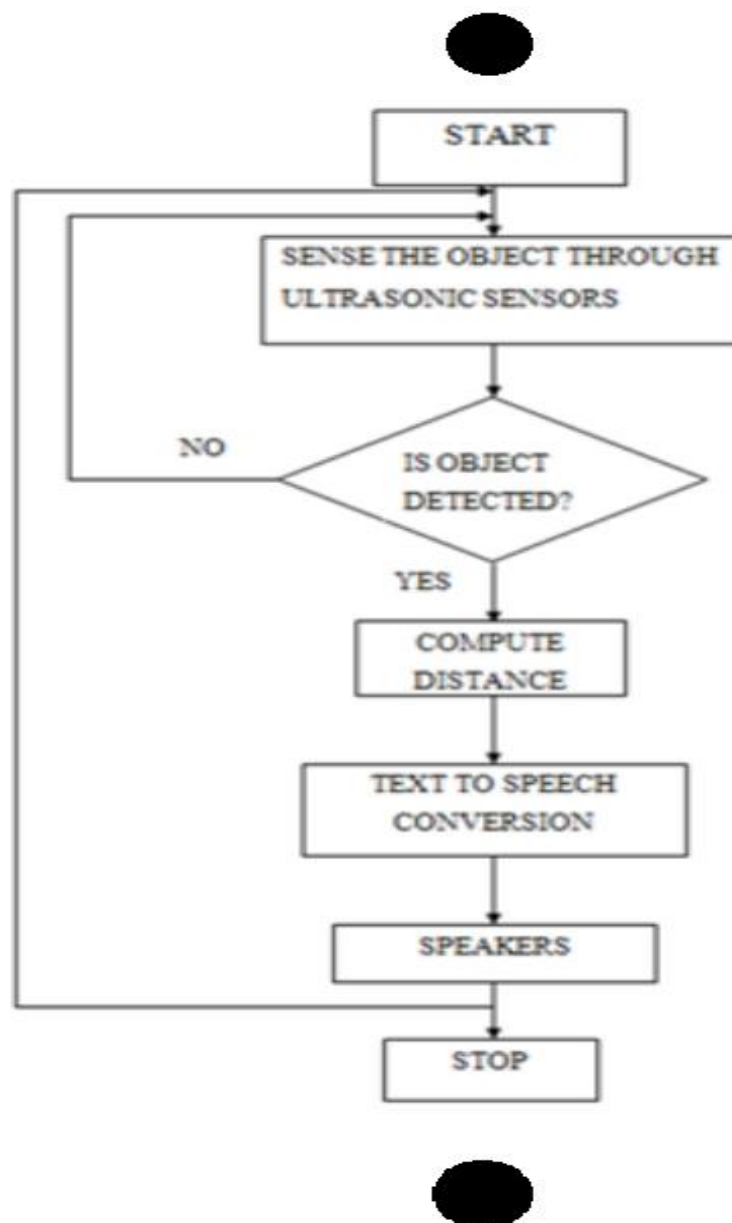 START
SENSE THE OBJECT THROUGH
ULTRASONIC SENSORS
NO
IS OBJECT
DETECTED?
YES
COMPUTE
DISTANCE
TEXT TO SPEECH
CONVERSION
SPEAKERS
STOP